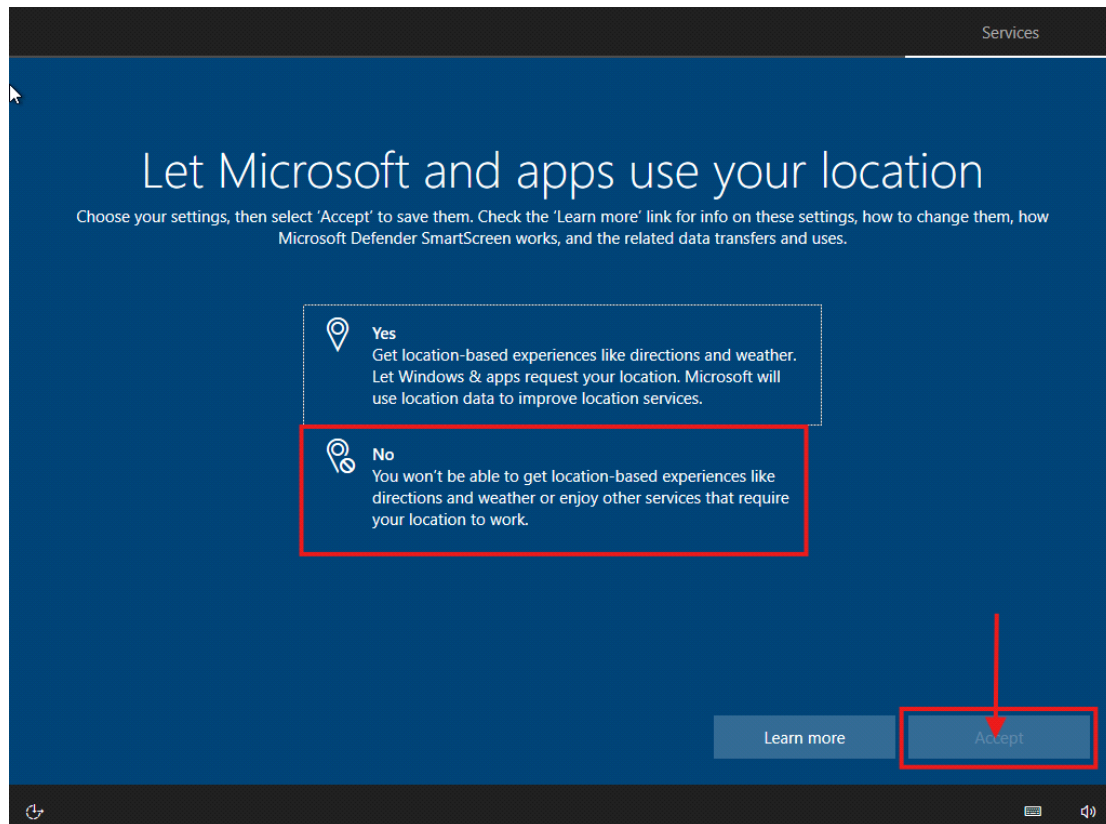 Services
Let Microsoft and apps use your location
Choose your settings, then select ‘Accept’ to save them. Check the ‘Learn more’ link for info on these settings, how to change them, how
Microsoft Defender SmartScreen works, and the related data transfers and uses.
Yes
Get location-based experiences like directions and weather.
Let Windows & apps request your location. Microsoft will
use location data to improve location services.
No
You won’t be able to get location-based experiences like
directions and weather or enjoy other services that require
your location to work.
Learn more
Accept